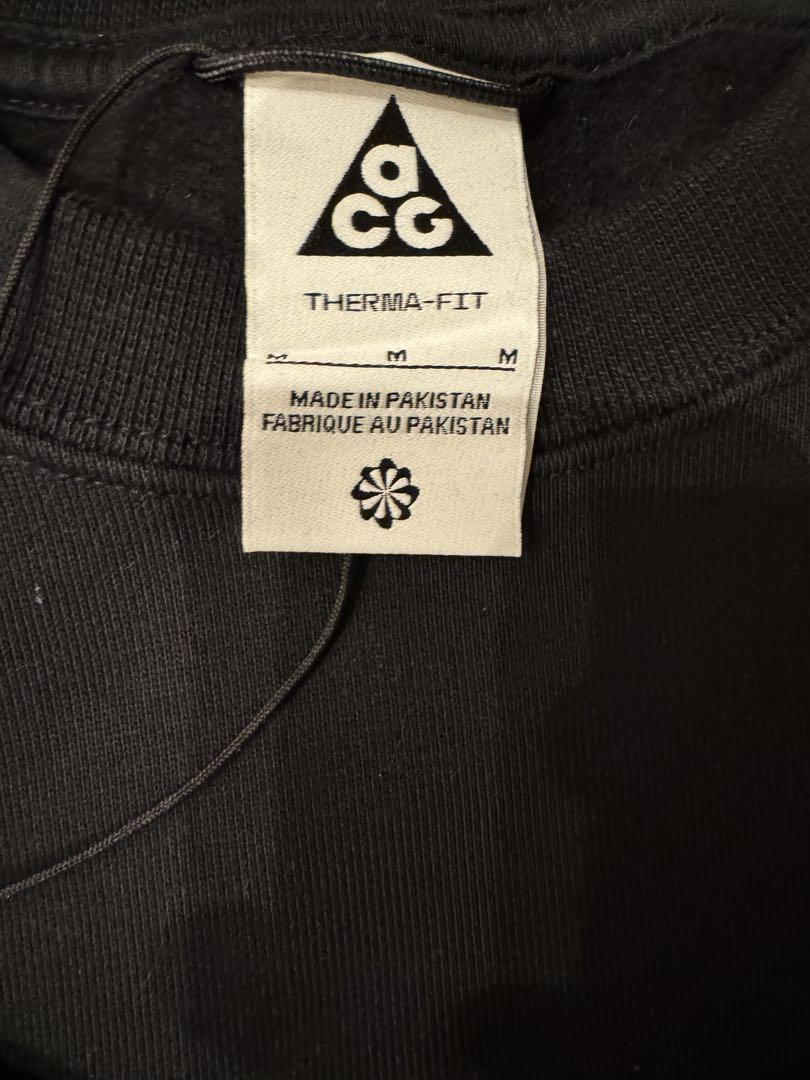 aCG
THERMA-FIT
M M M
MADE IN PAKISTAN
FABRIQUE AU PAKISTAN